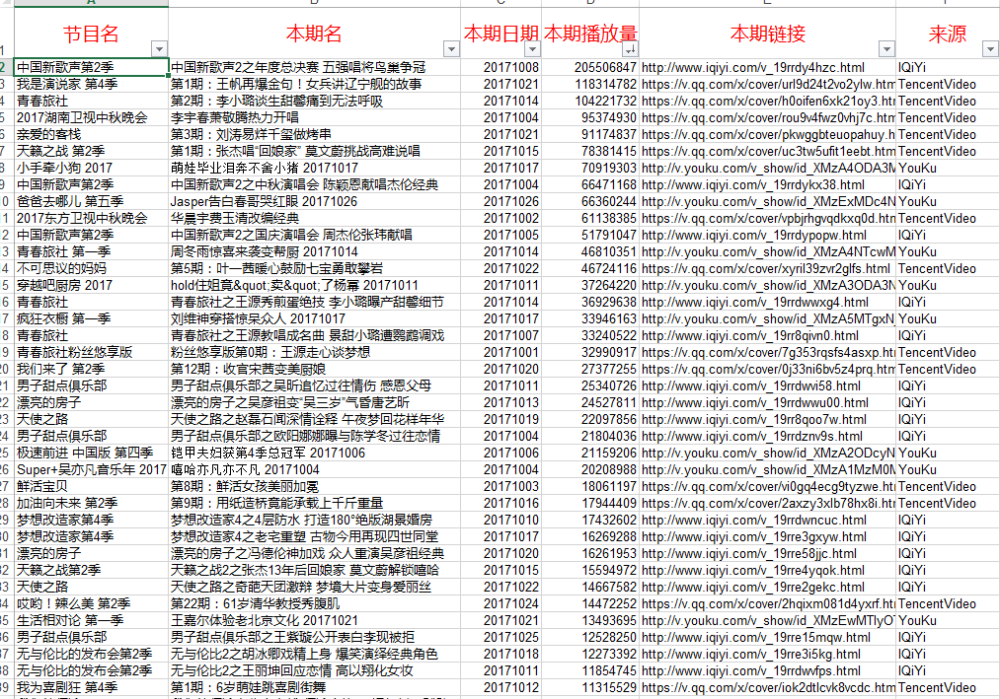 节目名 本期名 本期日期 本期播放量 本期链接 来源
中国新歌声第2季 中国新歌声2之年度总决赛 五强唱将鸟巢争冠 20171008 205506847 http://www.iqiyi.com/v_19rrdy4hzc.html IQiYi
我是演说家 第4季 第1期：王帆再爆金句！女兵讲辽宁舰的故事 20171021 118314782 https://v.qq.com/x/cover/url9d24t2vo2ylw.htm TencentVideo
青春旅社 第2期：李小璐谈生甜馨痛到无法呼吸 20171014 104221732 https://v.qq.com/x/cover/h0oifen6xk21oy3.htm TencentVideo
2017湖南卫视中秋晚会 李宇春萧敬腾热力开唱 20171004 95374930 https://v.qq.com/x/cover/rou9v4fwz0vhj7c.htm TencentVideo
亲爱的客栈 第3期：刘涛易烊千玺做烤串 20171021 91174837 https://v.qq.com/x/cover/pkwggbteuopahuy.h TencentVideo
天籁之战 第2季 第1期：张杰唱“回娘家” 莫文蔚挑战高难说唱 20171015 78381415 https://v.qq.com/x/cover/uc3tw5ufit1eebt.htm TencentVideo
小手牵小狗 2017 萌娃毕业泪奔不舍小猪 20171017 20171017 70919303 http://v.youku.com/v_show/id_XMzA4ODA3M YouKu
中国新歌声第2季 中国新歌声2之中秋演唱会 陈颖恩献唱杰伦经典 20171004 66471168 http://www.iqiyi.com/v_19rrdykx38.html IQiYi
爸爸去哪儿 第五季 Jasper告白春哥哭红眼 20171026 20171026 66360244 http://v.youku.com/v_show/id_XMzExMDc4N YouKu
2017东方卫视中秋晚会 华晨宇费玉清改编经典 20171002 61138385 https://v.qq.com/x/cover/vpbjrhgvqdkxq0d.htm TencentVideo
中国新歌声第2季 中国新歌声2之国庆演唱会 周杰伦张玮献唱 20171005 51791047 http://www.iqiyi.com/v_19rrdypopw.html IQiYi
青春旅社 第一季 周冬雨惊喜来袭变帮厨 20171014 20171014 46810351 http://v.youku.com/v_show/id_XMzA4NTcwM YouKu
不可思议的妈妈 第5期：叶一茜暖心鼓励七宝勇敢攀岩 20171022 46724116 https://v.qq.com/x/cover/xyril39zvr2glfs.html TencentVideo
穿越吧厨房 2017 hold住姐竟&quot;卖&quot;了杨幂 20171011 20171011 37264220 http://v.youku.com/v_show/id_XMzA3ODA3N YouKu
青春旅社 青春旅社之王源秀煎蛋绝技 李小璐曝产甜馨细节 20171014 36929638 http://www.iqiyi.com/v_19rrdwwxg4.html IQiYi
疯狂衣橱 第一季 刘维神穿搭惊呆众人 20171017 20171017 33946163 http://v.youku.com/v_show/id_XMzA5MTgxN YouKu
青春旅社 青春旅社之王源教唱成名曲 景甜小璐遭鹦鹉调戏 20171007 33240522 http://www.iqiyi.com/v_19rr8qivn0.html IQiYi
青春旅社粉丝悠享版 粉丝悠享版第0期：王源走心谈梦想 20171001 32990917 https://v.qq.com/x/cover/7g353rqsfs4asxp.htm TencentVideo
我们来了 第2季 第12期：收官宋茜变美厨娘 20171020 27377255 https://v.qq.com/x/cover/0j33ni6bv5z4prq.htm TencentVideo
男子甜点俱乐部 男子甜点俱乐部之吴昕追忆过往情伤 感恩父母 20171011 25340726 http://www.iqiyi.com/v_19rrdwvi58.html IQiYi
漂亮的房子 漂亮的房子之吴彦祖变“吴三岁”气昏唐艺昕 20171013 24527811 http://www.iqiyi.com/v_19rrdwwu00.html IQiYi
天使之路 天使之路之赵磊石闻深情诠释 午夜梦回花样年华 20171019 22097856 http://www.iqiyi.com/v_19rr8qoo7w.html IQiYi
男子甜点俱乐部 男子甜点俱乐部之欧阳娜娜曝与陈学冬过往恋情 20171004 21804036 http://www.iqiyi.com/v_19rrdznv9s.html IQiYi
极速前进 中国版 第四季 铠甲夫妇获第4季总冠军 20171006 20171006 21159206 http://v.youku.com/v_show/id_XMzA2ODcyN YouKu
Super+吴亦凡音乐年 2017 嘻哈亦凡亦不凡 20171004 20171004 20208988 http://v.youku.com/v_show/id_XMzA1MzM0M YouKu
鲜活宝贝 第8期：鲜活女孩美丽加冕 20171003 18061197 https://v.qq.com/x/cover/vi0gq4ecg9tyzwe.htm TencentVideo
加油向未来 第2季 第9期：用纸造桥竟能承载上千斤重量 20171016 17944409 https://v.qq.com/x/cover/2axzy3xlb78hx8i.htm TencentVideo
梦想改造家第4季 梦想改造家4之4层防水 打造180°绝版湖景婚房 20171010 17432602 http://www.iqiyi.com/v_19rrdwncuc.html IQiYi
梦想改造家第4季 梦想改造家4之老宅重塑 古物今用再现四世同堂 20171017 16269288 http://www.iqiyi.com/v_19rre3gxyw.html IQiYi
漂亮的房子 漂亮的房子之冯德伦神加戏 众人重演吴彦祖经典 20171020 16261953 http://www.iqiyi.com/v_19rre58jjc.html IQiYi
天籁之战第2季 天籁之战2之张杰13年后回娘家 莫文蔚解锁嘻哈 20171015 15594972 http://www.iqiyi.com/v_19rre4yqok.html IQiYi
天使之路 天使之路之奇葩天团激辩 梦境大片变身爱丽丝 20171022 14667582 http://www.iqiyi.com/v_19rre2gekc.html IQiYi
哎哟！辣么美 第2季 第22期：61岁清华教授秀腹肌 20171024 14472252 https://v.qq.com/x/cover/2hqixm081d4yxrf.htm TencentVideo
生活相对论 第一季 王嘉尔体验老北京文化 20171021 20171021 13493695 http://v.youku.com/v_show/id_XMzEwMTIyO YouKu
男子甜点俱乐部 男子甜点俱乐部之王紫璇公开表白李现被拒 20171025 12528250 http://www.iqiyi.com/v_19rre15mqw.html IQiYi
无与伦比的发布会第2季 无与伦比2之胡冰卿戏精上身 爆笑演绎经典角色 20171018 12273392 http://www.iqiyi.com/v_19rre3i5kg.html IQiYi
无与伦比的发布会第2季 无与伦比2之王丽坤回应恋情 高以翔化女妆 20171011 11854745 http://www.iqiyi.com/v_19rrdwvfps.html IQiYi
我为喜剧狂 第4季 第1期：6岁萌娃跳喜剧街舞 20171012 11315529 https://v.qq.com/x/cover/iok2dtlcvk8vcdc.htm TencentVideo